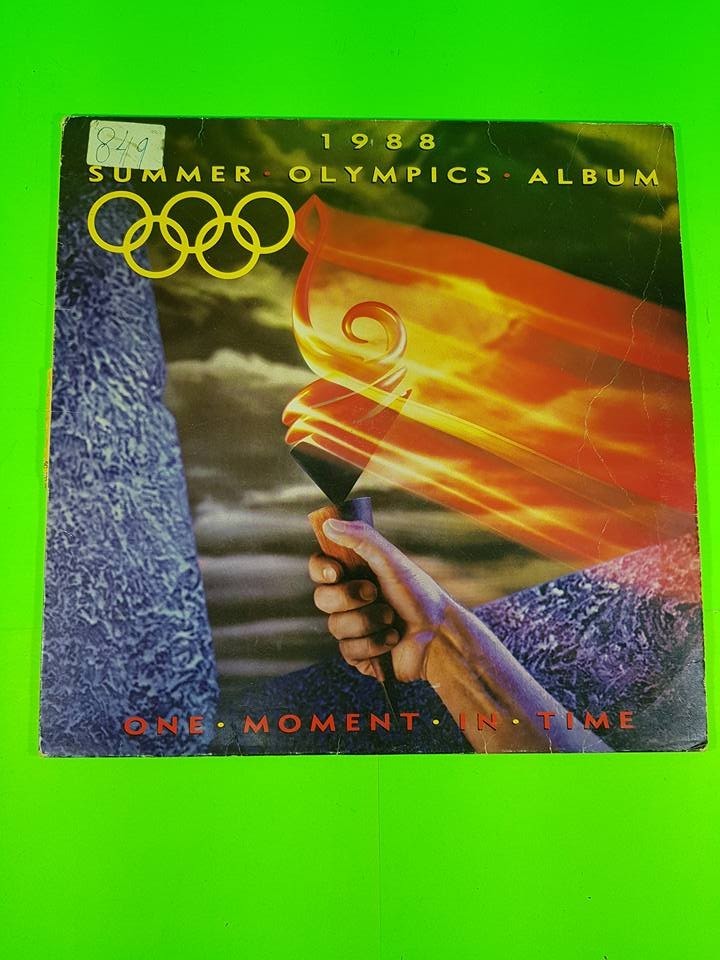 849
1988
SUMMER · OLYMPICS · ALBUM
ONE · MOMENT · IN · TIME